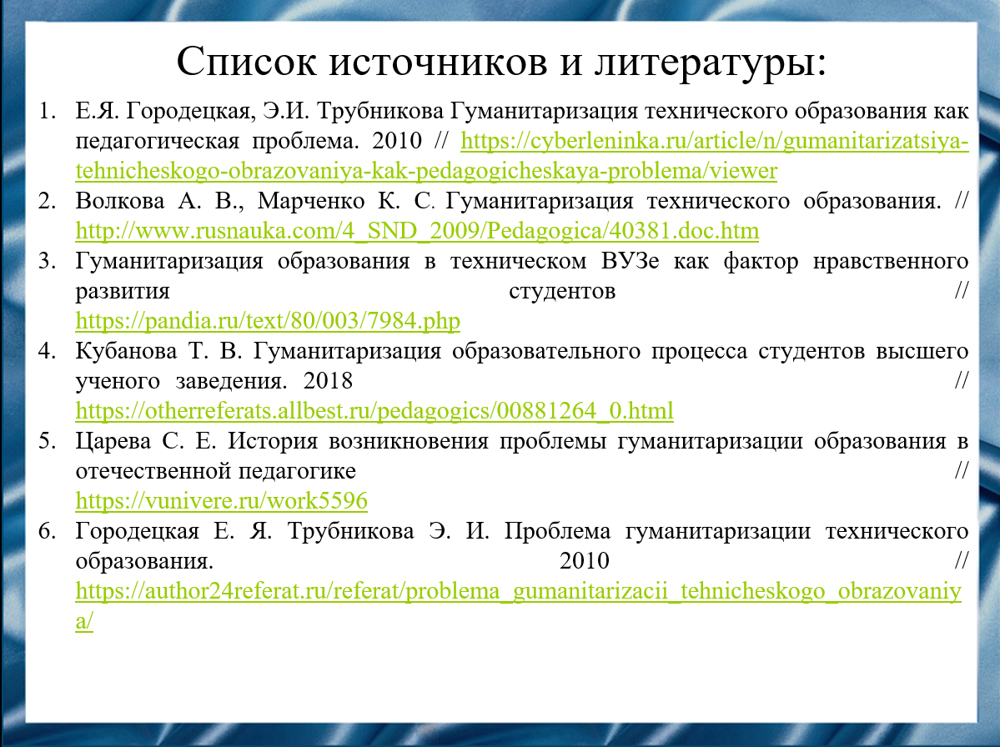 Список источников и литературы:
1. Е.Я. Городецкая, Э.И. Трубникова Гуманитаризация технического образования как
педагогическая проблема. 2010 // https://cyberleninka.ru/article/n/gumanitarizatsiya-
tehnicheskogo-obrazovaniya-kak-pedagogicheskaya-problema/viewer
2. Волкова А. В., Марченко К. С. Гуманитаризация технического образования. //
http://www.rusnauka.com/4_SND_2009/Pedagogica/40381.doc.htm
3. Гуманитаризация образования в техническом ВУЗе как фактор нравственного
развития студентов //
https://pandia.ru/text/80/003/7984.php
4. Кубанова Т. В. Гуманитаризация образовательного процесса студентов высшего
ученого заведения. 2018 //
https://otherreferats.allbest.ru/pedagogics/00881264_0.html
5. Царева С. Е. История возникновения проблемы гуманитаризации образования в
отечественной педагогике //
https://vunivere.ru/work5596
6. Городецкая Е. Я. Трубникова Э. И. Проблема гуманитаризации технического
образования. 2010 //
https://author24referat.ru/referat/problema_gumanitarizacii_tehnicheskogo_obrazovaniy
a/